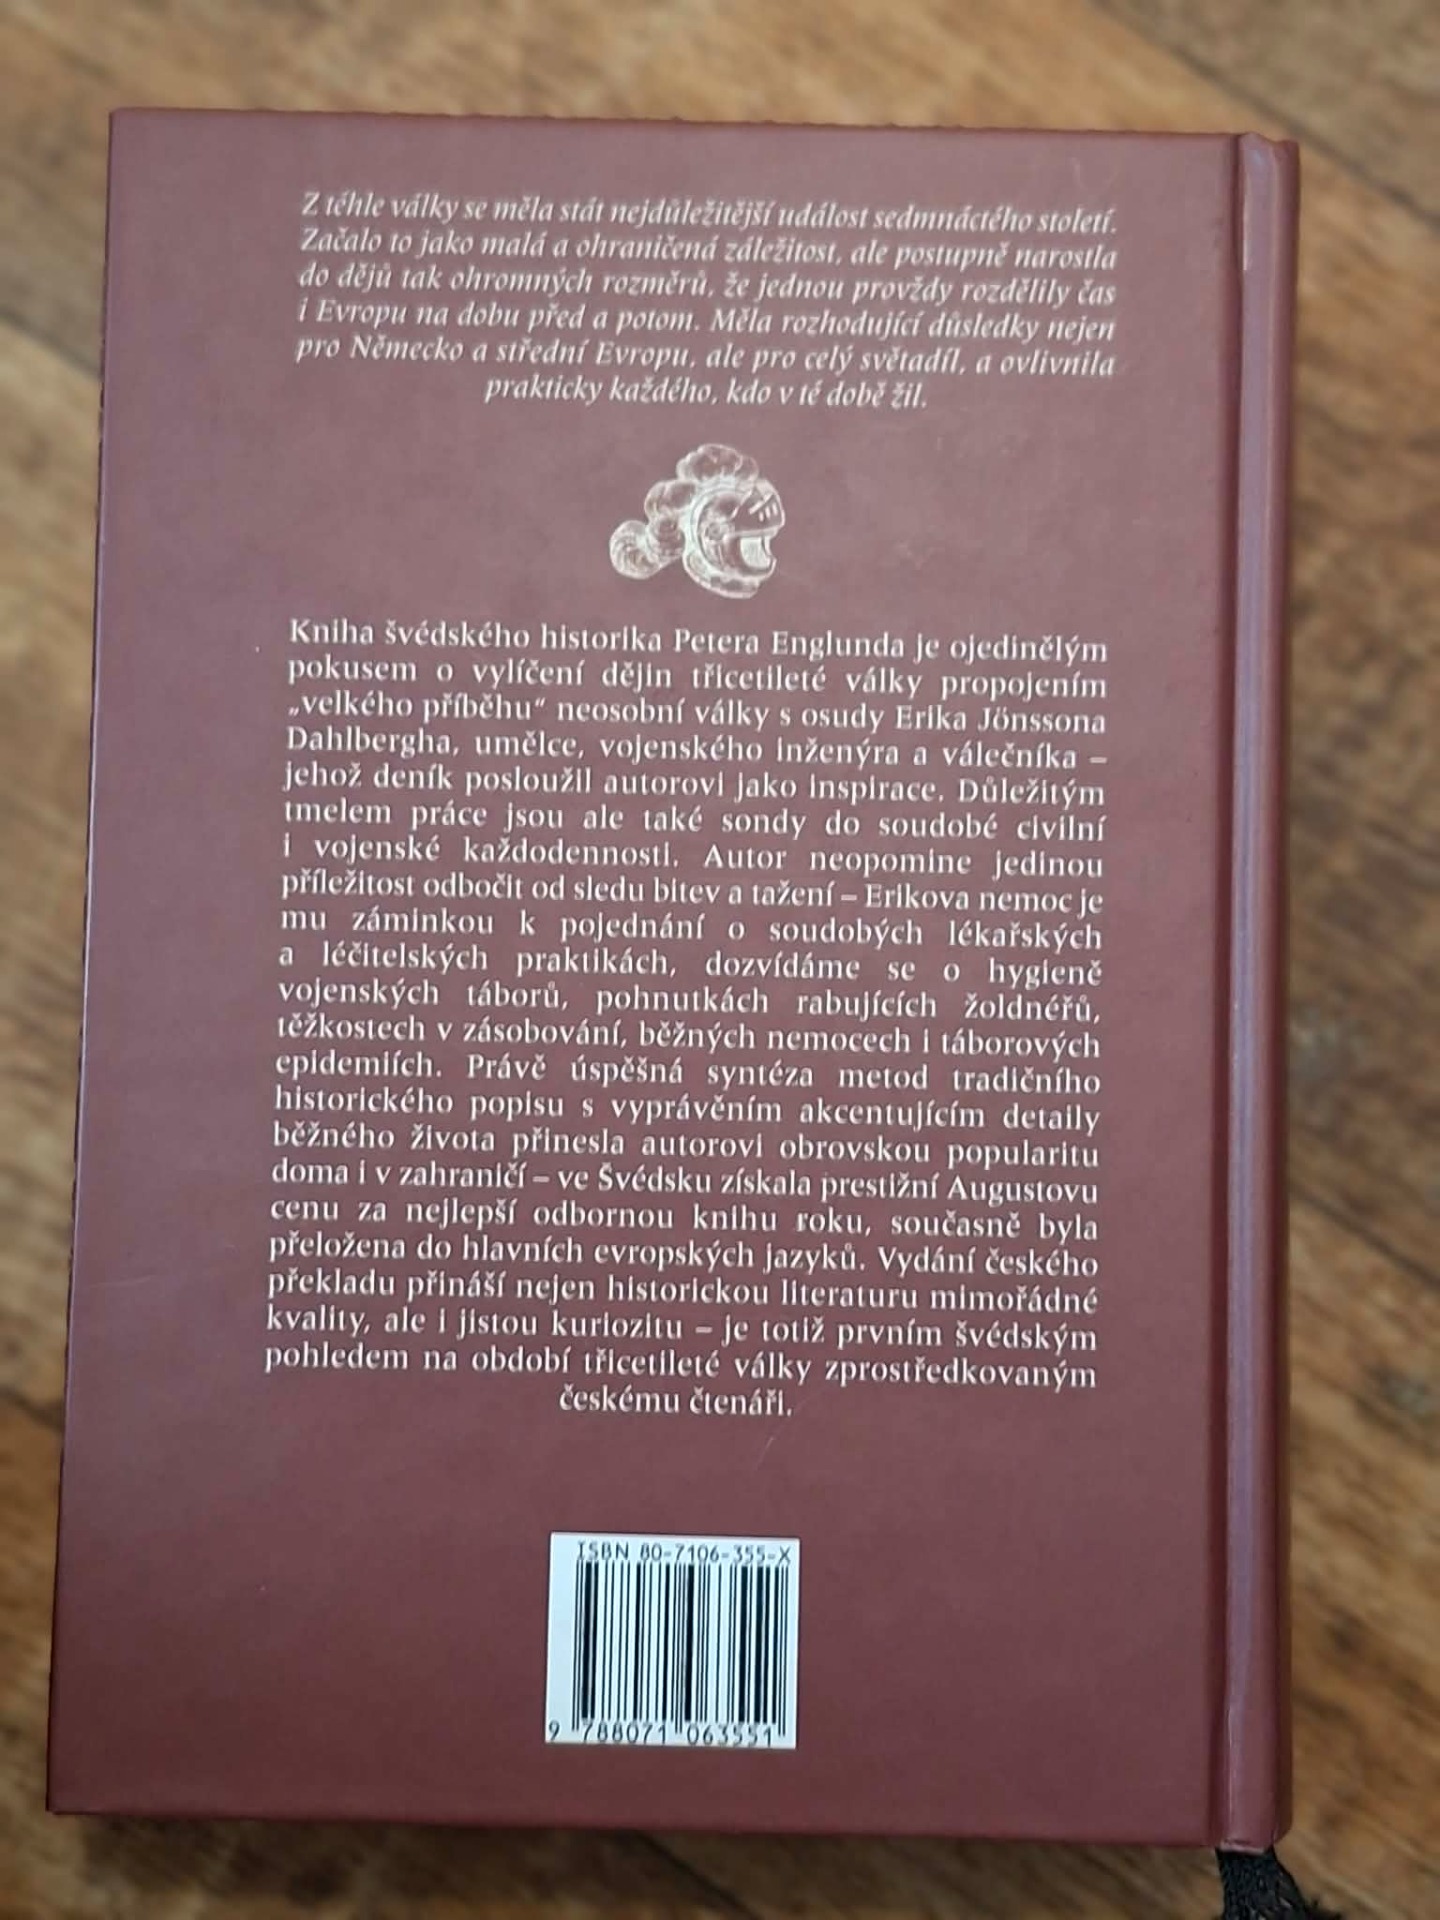 Z téhle války se měla stát nejdůležitější událost sedmnáctého století.
Začalo to jako malá a ohraničená záležitost, ale postupně narostla
do dějů tak ohromných rozměrů, že jednou provždy rozdělily čas
i Evropu na dobu před a potom. Měla rozhodující důsledky nejen
pro Německo a střední Evropu, ale pro celý světadíl, a ovlivnila
prakticky každého, kdo v té době žil.
Kniha švédského historika Petera Englunda je ojedinělým
pokusem o vylíčení dějin třicetileté války propojením
„velkého příběhu“ neosobní války s osudy Erika Jönssona
Dahlbergha, umělce, vojenského inženýra a válečníka –
jehož deník posloužil autorovi jako inspirace. Důležitým
tmelem práce jsou ale také sondy do soudobé civilní
i vojenské každodennosti. Autor neopomine jedinou
příležitost odbočit od sledu bitev a tažení – Erikova nemoc je
mu záminkou k pojednání o soudobých lékařských
a léčitelských praktikách, dozvídáme se o hygieně
vojenských táborů, pohnutkách rabujících žoldnéřů,
těžkostech v zásobování, běžných nemocech i táborových
epidemiích. Právě úspěšná syntéza metod tradičního
historického popisu s vyprávěním akcentujícím detaily
běžného života přinesla autorovi obrovskou popularitu
doma i v zahraničí – ve Švédsku získala prestižní Augustovu
cenu za nejlepší odbornou knihu roku, současně byla
přeložena do hlavních evropských jazyků. Vydání českého
překladu přináší nejen historickou literaturu mimořádné
kvality, ale i jistou kuriozitu – je totiž prvním švédským
pohledem na období třicetileté války zprostředkovaným
českému čtenáři.
ISBN 80-7106-355-X
9 788071 063551